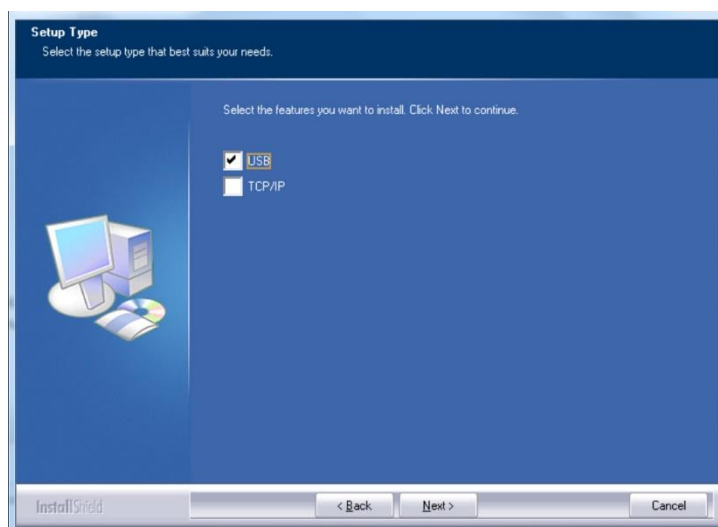 Setup Type
Select the setup type that best suits your needs.
Select the features you want to install. Click Next to continue.
USB
TCP/IP
InstallShield
< Back
Next >
Cancel